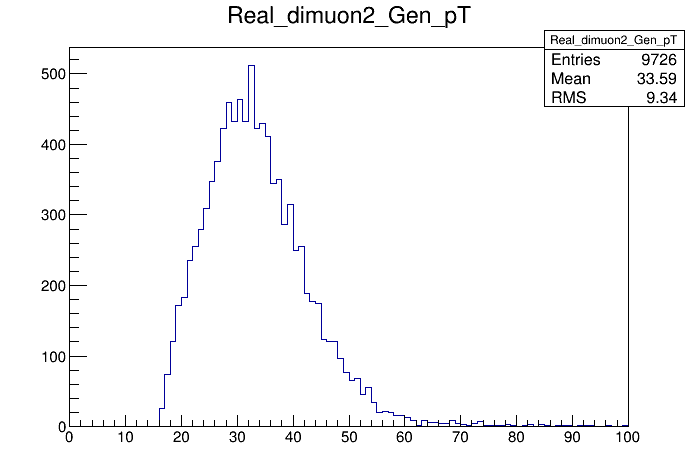 Real_dimuon2_Gen_pT
Real_dimuon2_Gen_pT
Entries 9726
Mean 33.59
RMS 9.34
500
400
300
200
100
0
0 10 20 30 40 50 60 70 80 90 100